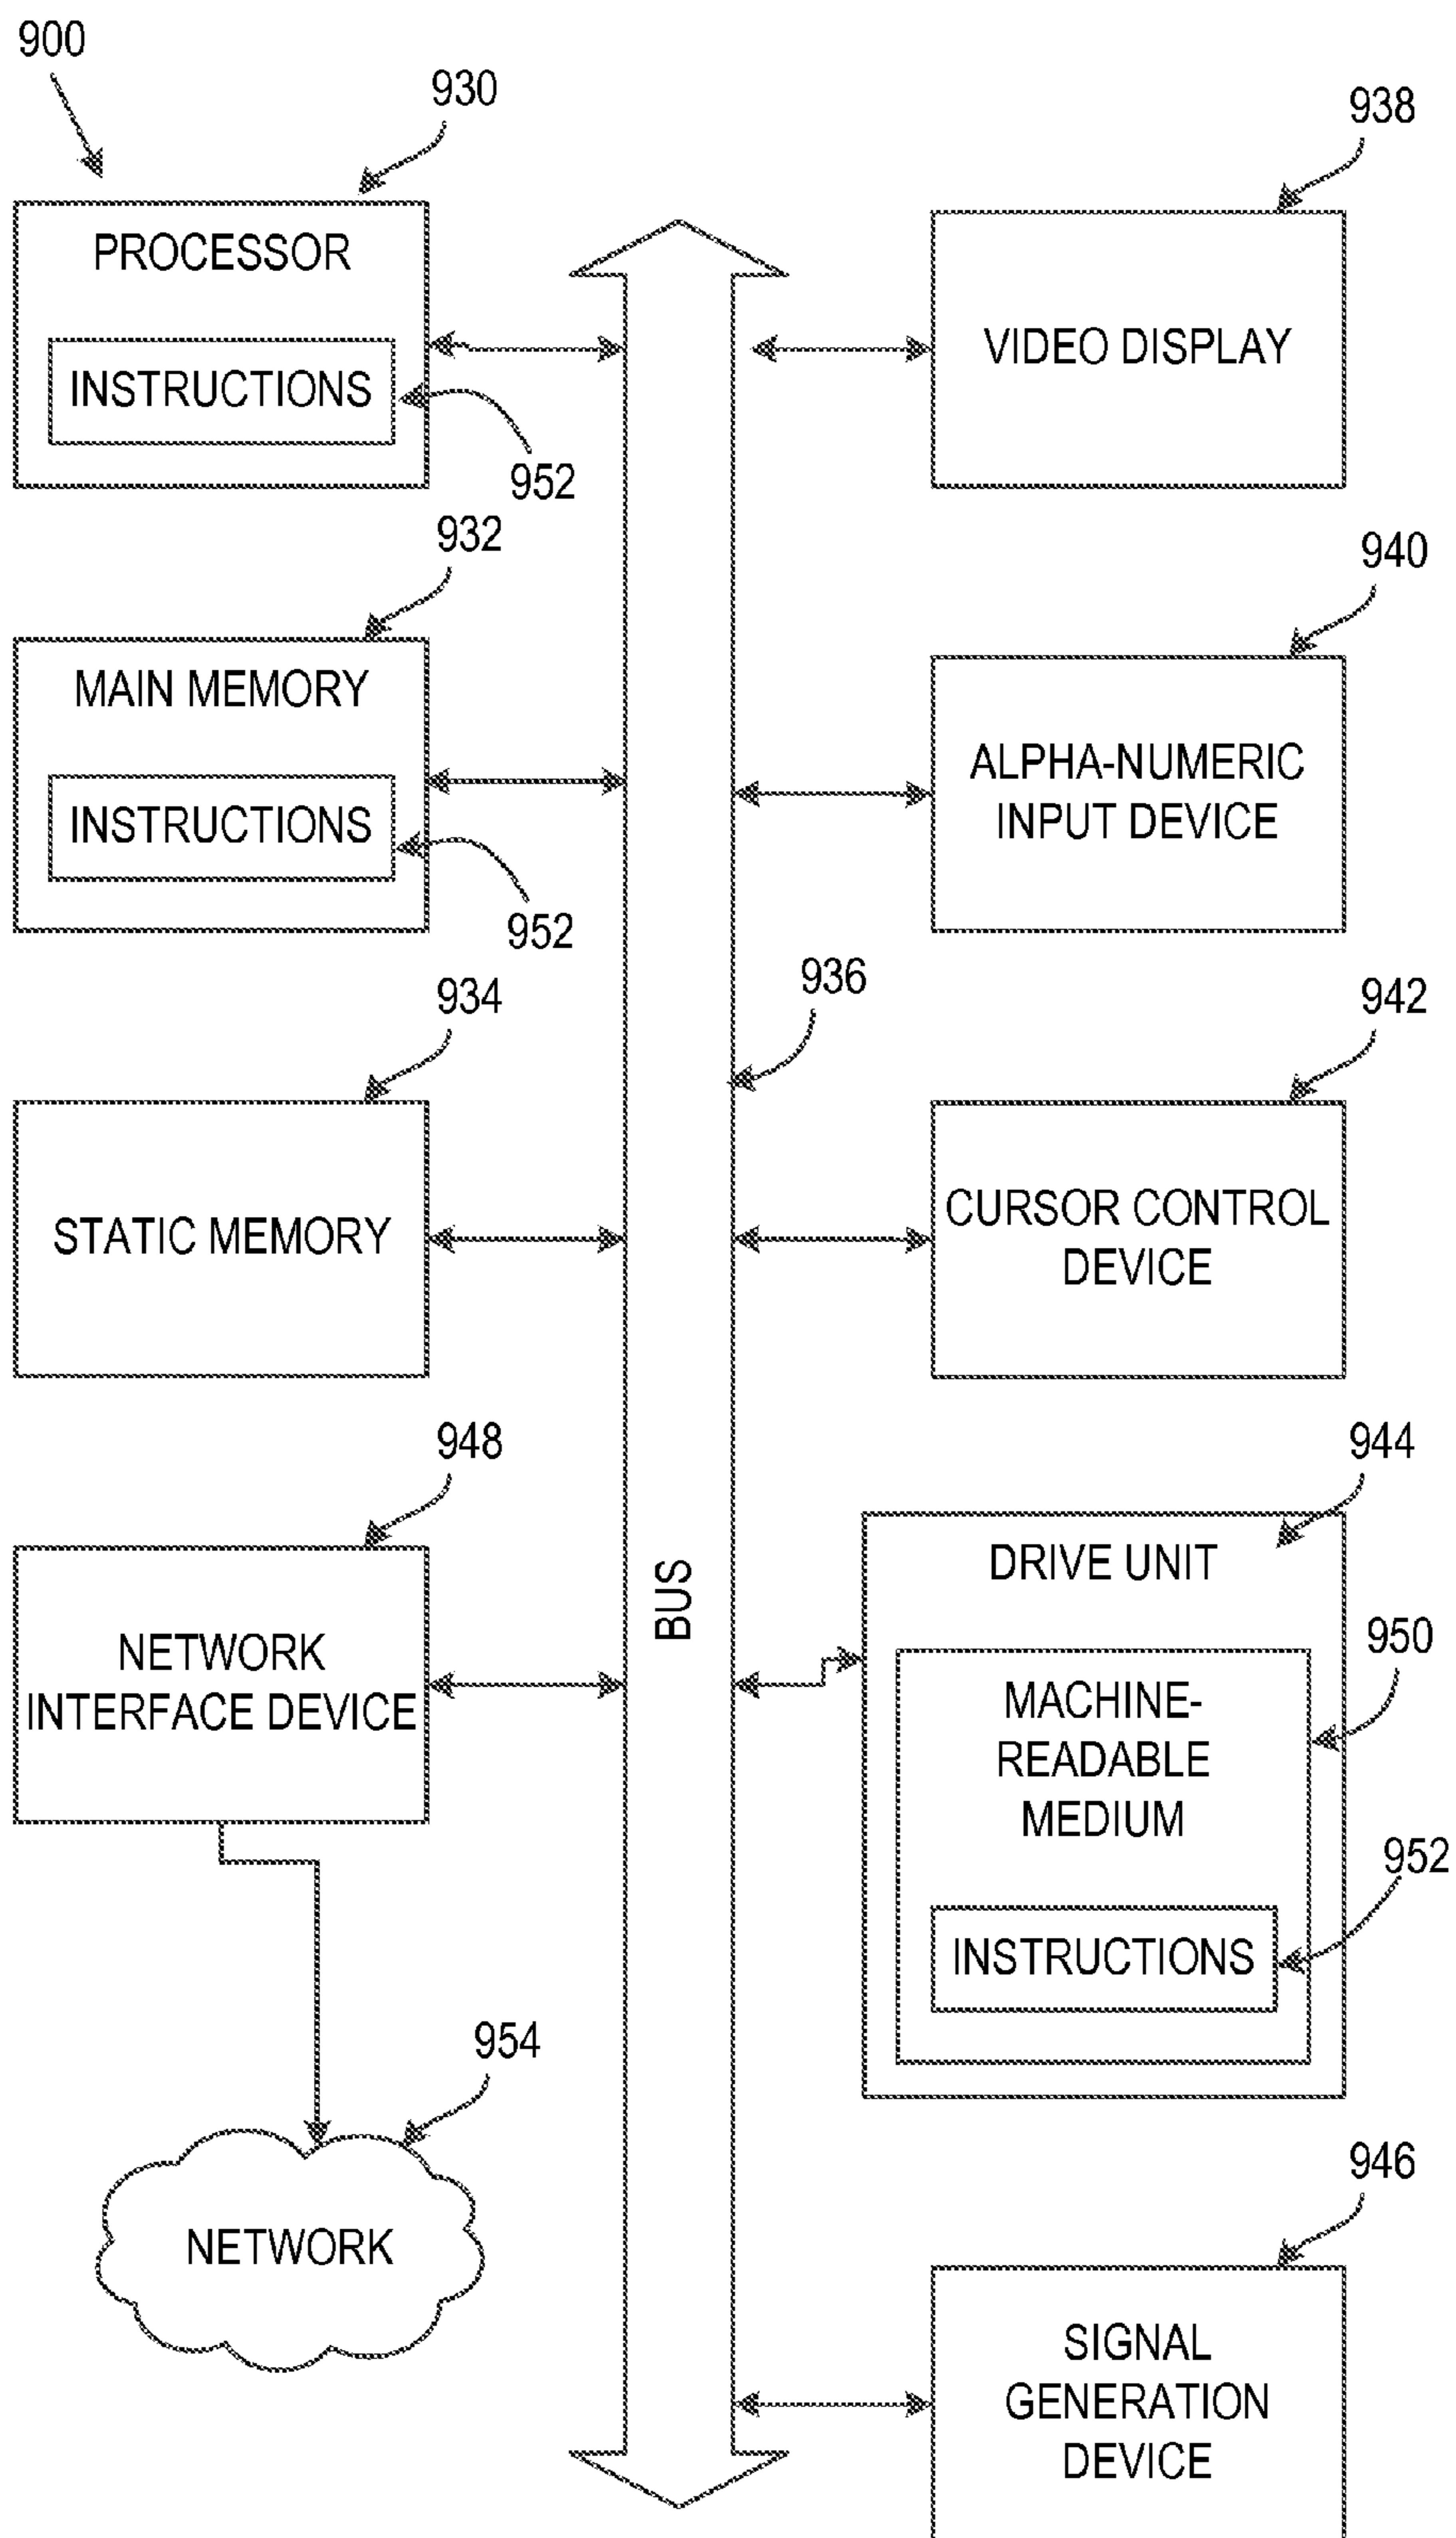 900
930
PROCESSOR
INSTRUCTIONS
952
932
MAIN MEMORY
INSTRUCTIONS
952
934
STATIC MEMORY
948
NETWORK
INTERFACE DEVICE
954
NETWORK
BUS
936
938
VIDEO DISPLAY
940
ALPHA-NUMERIC
INPUT DEVICE
942
CURSOR CONTROL
DEVICE
944
DRIVE UNIT
950
MACHINE-
READABLE
MEDIUM
952
INSTRUCTIONS
946
SIGNAL
GENERATION
DEVICE